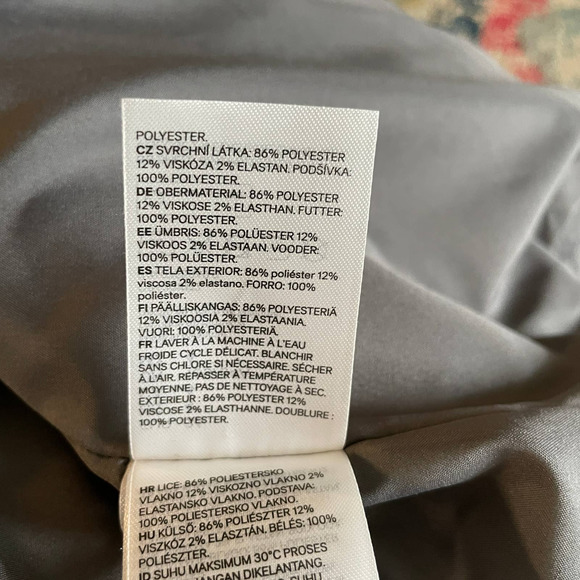 POLYESTER.
CZ SVRCHNÍ LÁTKA: 86% POLYESTER
12% VISKÓZA 2% ELASTAN. PODŠÍVKA:
100% POLYESTER.
DE OBERMATERIAL: 86% POLYESTER
12% VISKOSE 2% ELASTHAN. FUTTER:
100% POLYESTER.
EE ÜMBRIS: 86% POLÜESTER 12%
VISKOOS 2% ELASTAAN. VOODER:
100% POLÜESTER.
ES TELA EXTERIOR: 86% poliéster 12%
viscosa 2% elastano. FORRO: 100%
poliéster.
FI PÄÄLLISKANGAS: 86% POLYESTERIÄ
12% VISKOOSIA 2% ELASTAANIA.
VUORI: 100% POLYESTERIÄ.
FR LAVER À LA MACHINE À L'EAU
FROIDE CYCLE DÉLICAT. BLANCHIR
SANS CHLORE SI NÉCESSAIRE. SÉCHER
À L'AIR. REPASSER À TEMPÉRATURE
MOYENNE. PAS DE NETTOYAGE À SEC.
EXTERIEUR : 86% POLYESTER 12%
VISCOSE 2% ELASTHANNE. DOUBLURE :
100% POLYESTER.
HR LICE: 86% POLIESTERSKO
VLAKNO 12% VISKOZNO VLAKNO 2%
ELASTANSKO VLAKNO. PODSTAVA:
100% POLIESTERSKO VLAKNO.
HU KÜLSŐ: 86% POLIÉSZTER 12%
VISZKÓZ 2% ELASZTÁN. BÉLÉS: 100%
POLIÉSZTER.
ID SUHU MAKSIMUM 30°C PROSES
JANGAN DIKELANTANG.